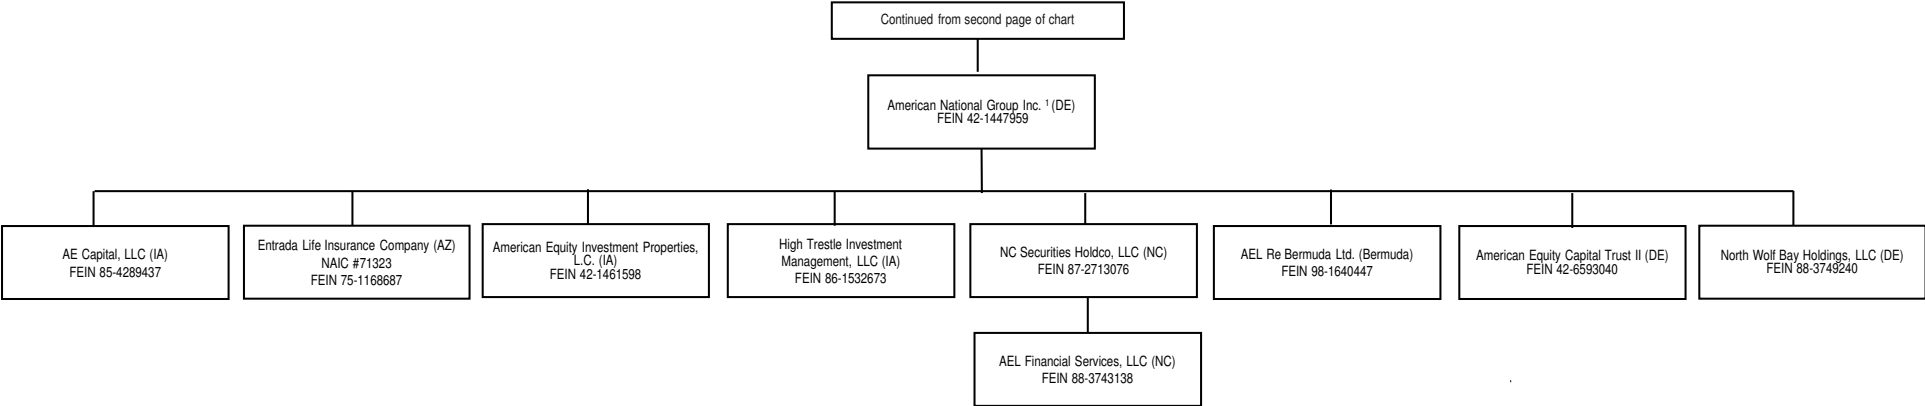 Continued from second page of chart
American National Group Inc. ¹ (DE)
FEIN 42-1447959
AE Capital, LLC (IA)
FEIN 85-4289437
Entrada Life Insurance Company (AZ)
NAIC #71323
FEIN 75-1168687
American Equity Investment Properties,
L.C. (IA)
FEIN 42-1461598
High Trestle Investment
Management, LLC (IA)
FEIN 86-1532673
NC Securities Holdco, LLC (NC)
FEIN 87-2713076
AEL Re Bermuda Ltd. (Bermuda)
FEIN 98-1640447
American Equity Capital Trust II (DE)
FEIN 42-6593040
North Wolf Bay Holdings, LLC (DE)
FEIN 88-3749240
AEL Financial Services, LLC (NC)
FEIN 88-3743138